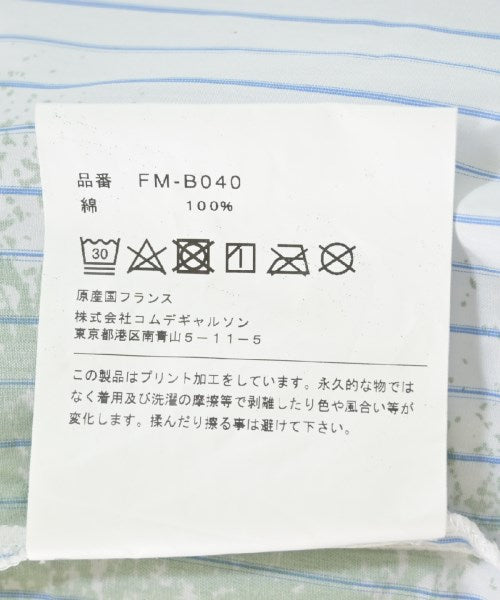 品番 FM-B040
綿 100%
30
原産国フランス
株式会社コムデギャルソン
東京都港区南青山5-11-5
この製品はプリント加工をしています。永久的な物では
なく着用及び洗濯の摩擦等で剥離したり色や風合い等が
変化します。揉んだり擦る事は避けて下さい。